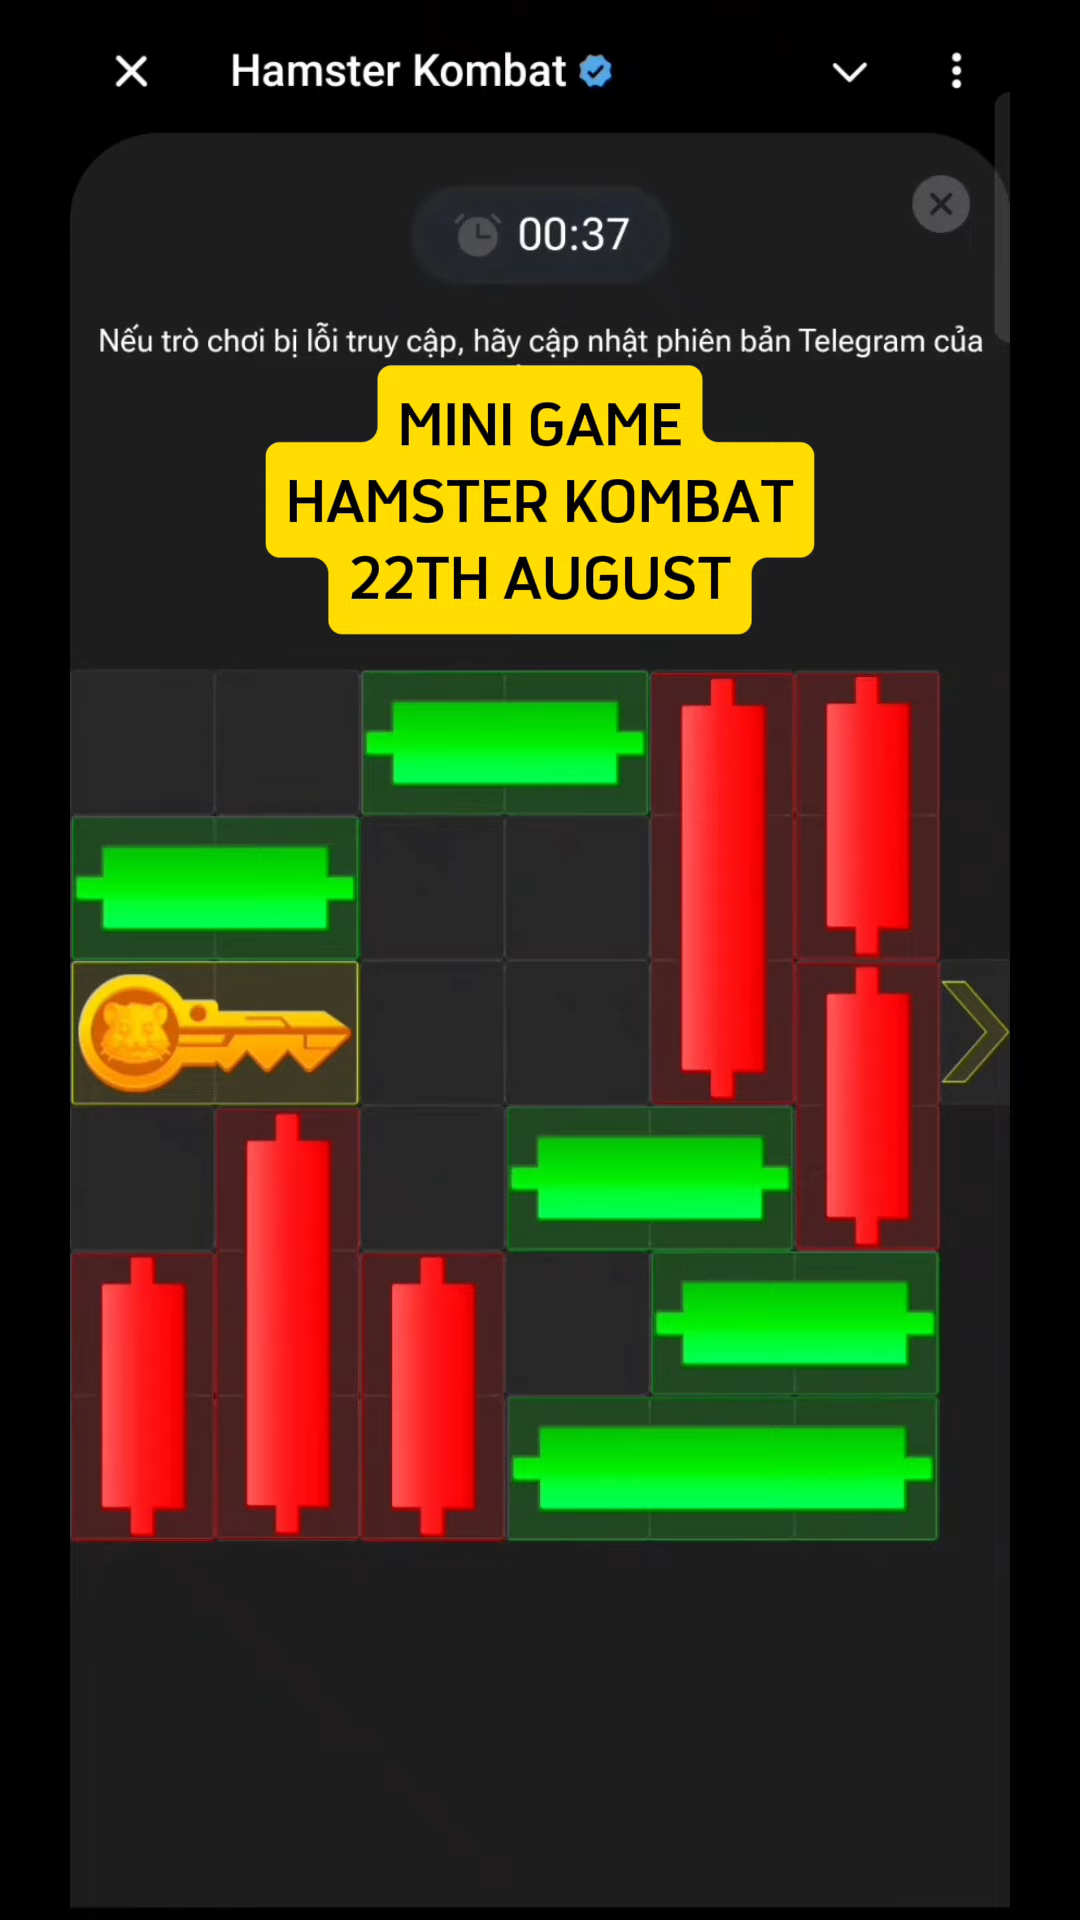 Hamster Kombat
00:37
Nếu trò chơi bị lỗi truy cập, hãy cập nhật phiên bản Telegram của
MINI GAME
HAMSTER KOMBAT
22TH AUGUST